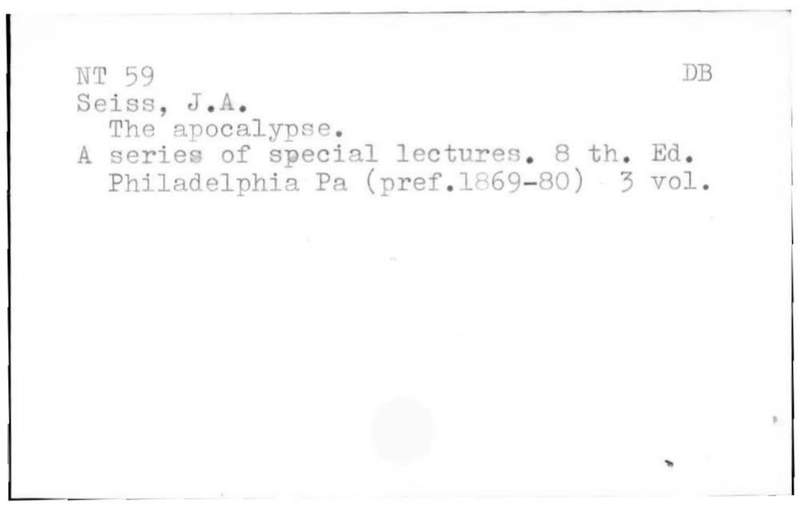 NT 59 DB
Seiss, J.A.
The apocalypse.
A series of special lectures. 8 th. Ed.
Philadelphia Pa (pref.1869-80) 3 vol.